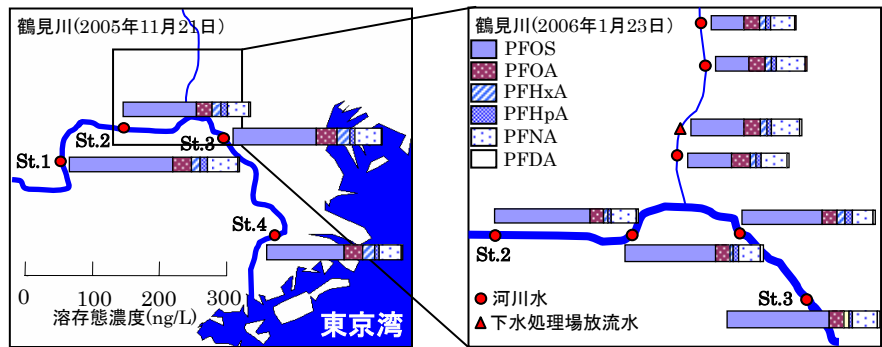 鶴見川(2005年11月21日)
St.2
St.3
St.1
St.4
0 100 200 300
溶存態濃度(ng/L)
東京湾
鶴見川(2006年1月23日)
PFOS
PFOA
PFHxA
PFHpA
PFNA
PFDA
St.2
St.3
河川水
下水処理場放流水